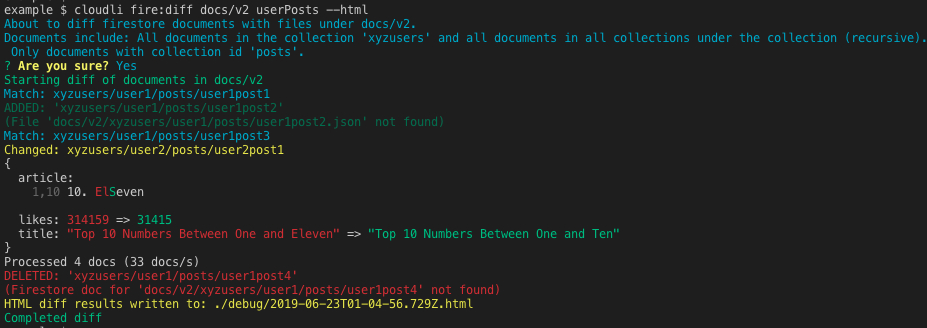 example $ cloudli fire:diff docs/v2 userPosts --html
About to diff firestore documents with files under docs/v2.
Documents include: All documents in the collection 'xyzusers' and all documents in all collections under the collection (recursive).
Only documents with collection id 'posts'.
? Are you sure? Yes
Starting diff of documents in docs/v2
Match: xyzusers/user1/posts/user1post1
ADDED: 'xyzusers/user1/posts/user1post2'
(File 'docs/v2/xyzusers/user1/posts/user1post2.json' not found)
Match: xyzusers/user1/posts/user1post3
Changed: xyzusers/user2/posts/user2post1
{
article:
1,10 10. ElSeven
likes: 314159 => 31415
title: "Top 10 Numbers Between One and Eleven" => "Top 10 Numbers Between One and Ten"
}
Processed 4 docs (33 docs/s)
DELETED: 'xyzusers/user1/posts/user1post4'
(Firestore doc for 'docs/v2/xyzusers/user1/posts/user1post4' not found)
HTML diff results written to: ./debug/2019-06-23T01-04-56.729Z.html
Completed diff